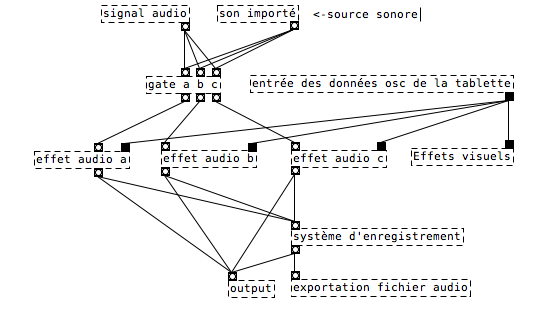 signal audio
son importé
<-source sonore
gate a b c
entrée des données osc de la tablette
effet audio a
effet audio b
effet audio c
Effets visuels
système d'enregistrement
output
exportation fichier audio